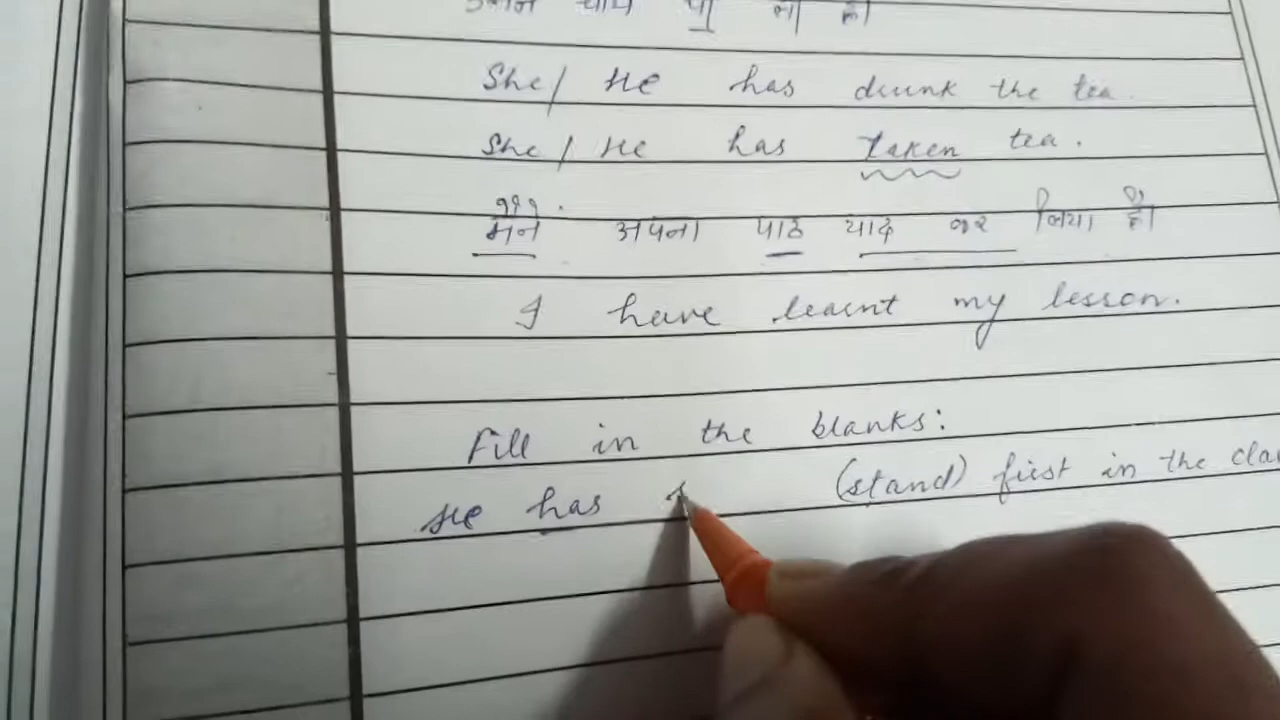 चाय पी ली है।
She/ He has drunk the tea.
She / He has taken tea.
मैंने अपना पाठ याद कर लिया है।
I have learnt my lesson.
Fill in the blanks:
He has (stand) first in the